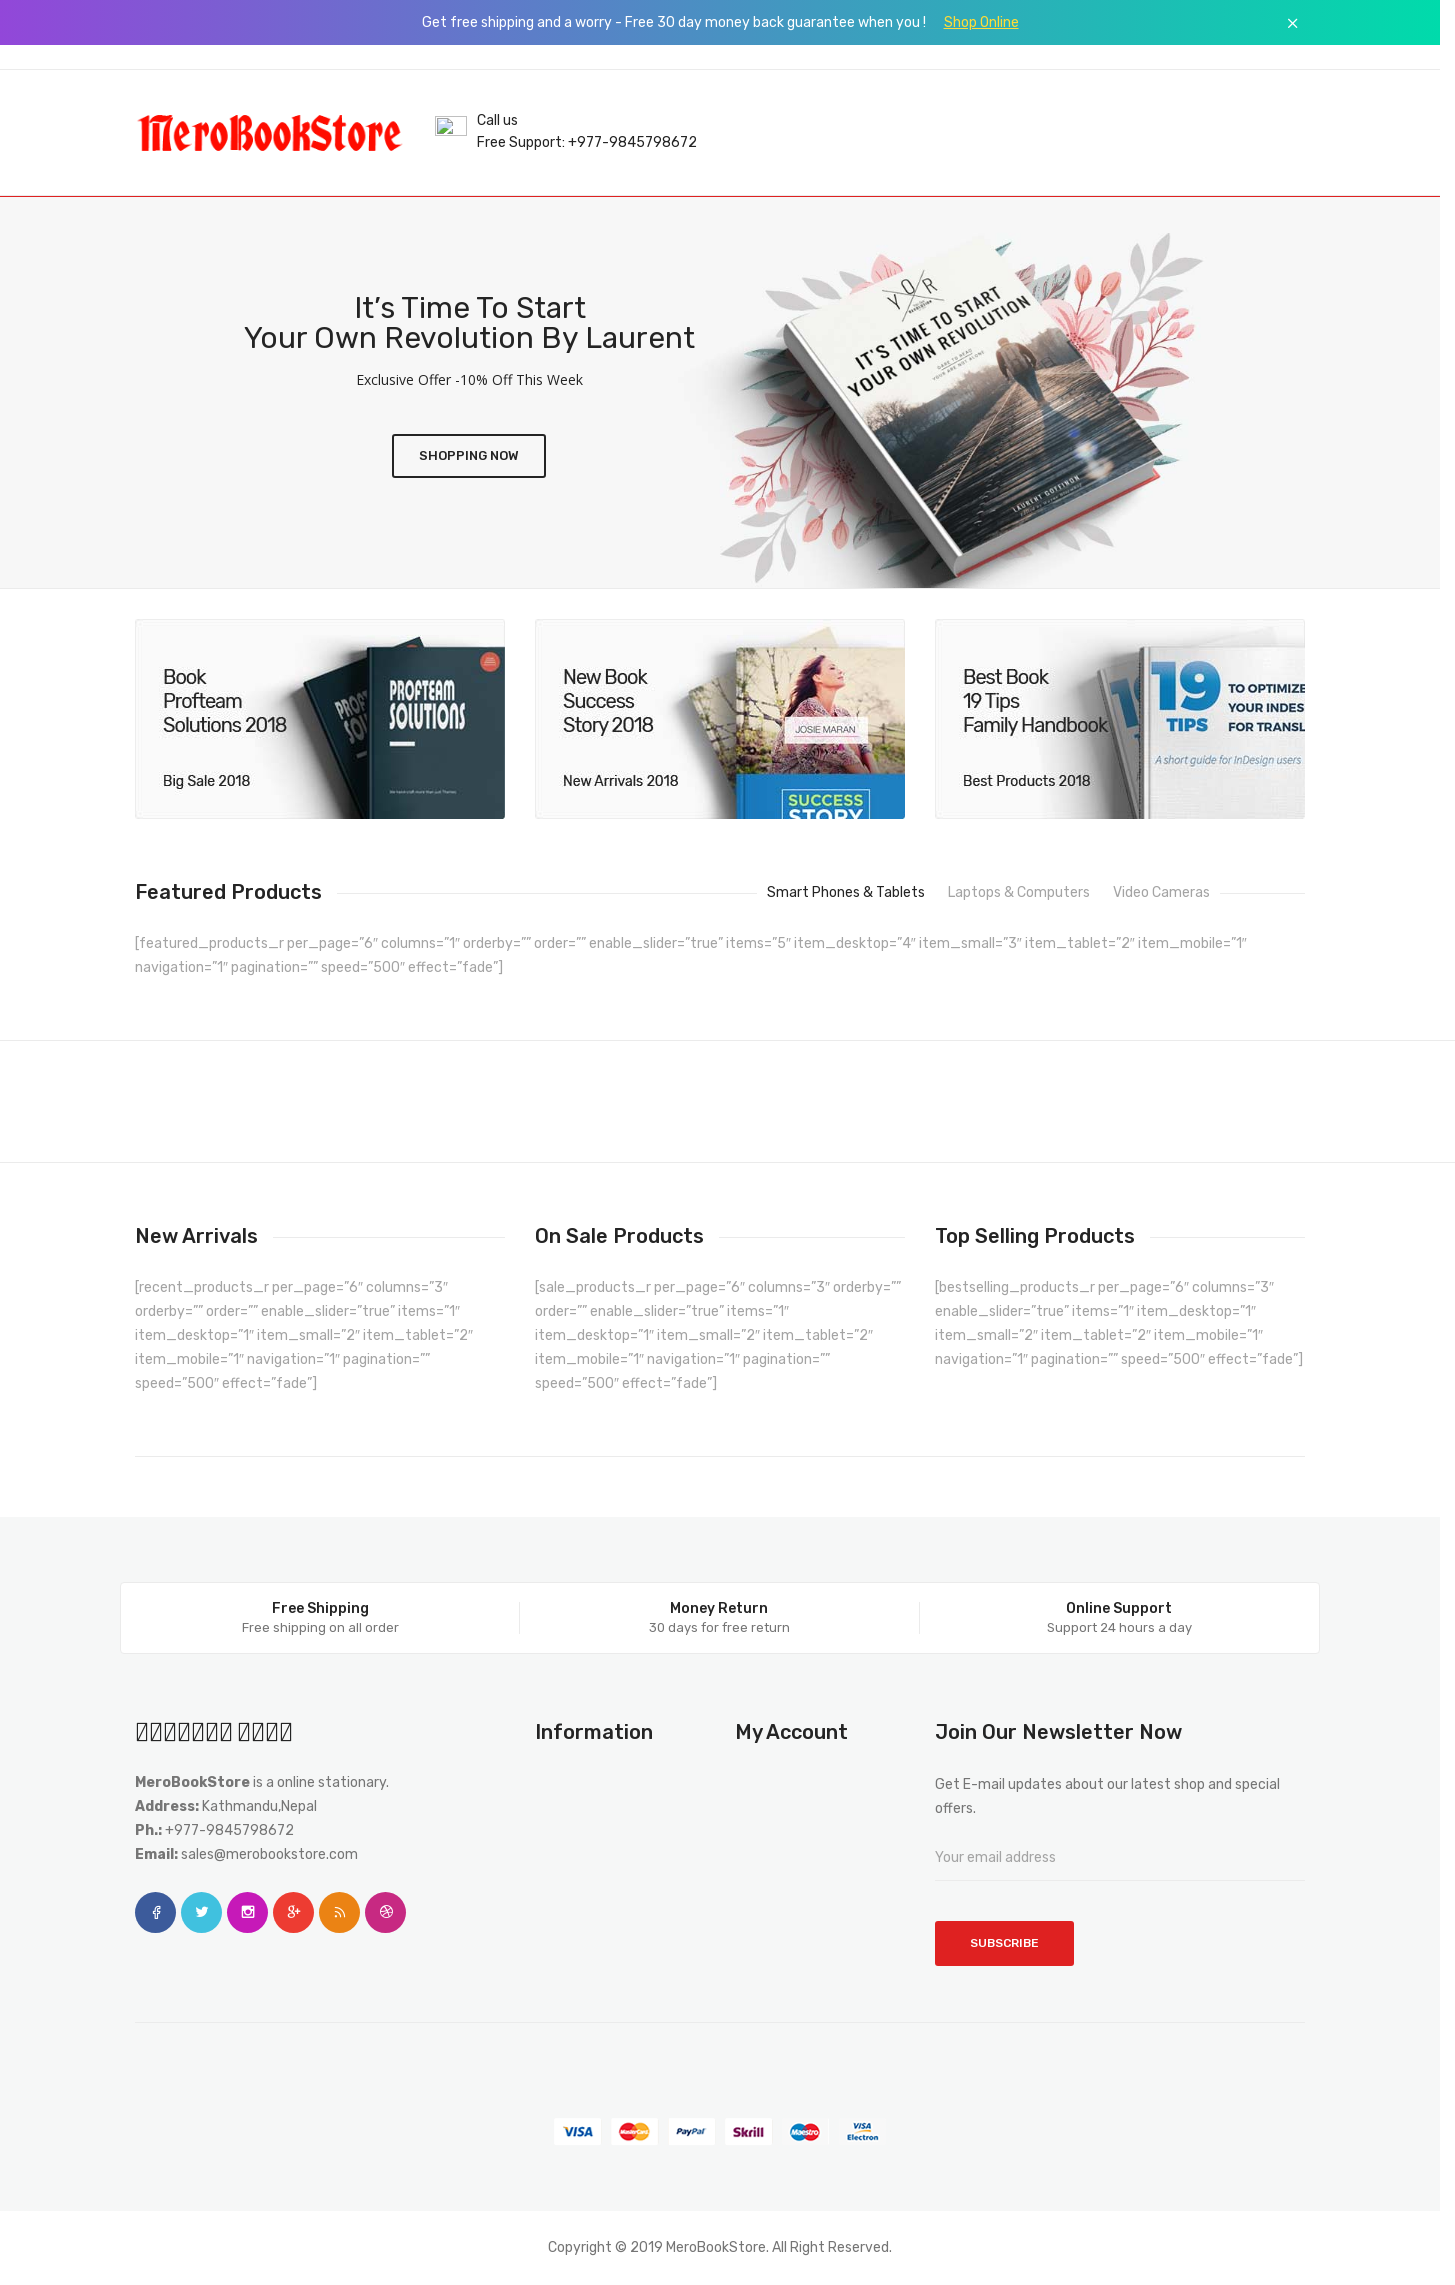 Get free shipping and a worry - Free 30 day money back guarantee when you ! Shop Online
MeroBookStore
Call us
Free Support: +977-9845798672
It’s Time To Start
Your Own Revolution By Laurent
Exclusive Offer -10% Off This Week
SHOPPING NOW
YOR
IT'S TIME TO START
YOUR OWN REVOLUTION
LAURENT GOFFINON
Book
Profteam
Solutions 2018
Big Sale 2018
PROFTEAM
SOLUTIONS
New Book
Success
Story 2018
New Arrivals 2018
JOSIE MARAN
SUCCESS
STORY
Best Book
19 Tips
Family Handbook
Best Products 2018
19
TIPS
TO OPTIMIZE
YOUR INDES
FOR TRANSL
A short guide for InDesign users
Featured Products
Smart Phones & Tablets Laptops & Computers Video Cameras
[featured_products_r per_page=”6″ columns=”1″ orderby=”” order=”” enable_slider=”true” items=”5″ item_desktop=”4″ item_small=”3″ item_tablet=”2″ item_mobile=”1″
navigation=”1″ pagination=”” speed=”500″ effect=”fade”]
New Arrivals
[recent_products_r per_page=”6″ columns=”3″
orderby=”” order=”” enable_slider=”true” items=”1″
item_desktop=”1″ item_small=”2″ item_tablet=”2″
item_mobile=”1″ navigation=”1″ pagination=””
speed=”500″ effect=”fade”]
On Sale Products
[sale_products_r per_page=”6″ columns=”3″ orderby=””
order=”” enable_slider=”true” items=”1″
item_desktop=”1″ item_small=”2″ item_tablet=”2″
item_mobile=”1″ navigation=”1″ pagination=””
speed=”500″ effect=”fade”]
Top Selling Products
[bestselling_products_r per_page=”6″ columns=”3″
enable_slider=”true” items=”1″ item_desktop=”1″
item_small=”2″ item_tablet=”2″ item_mobile=”1″
navigation=”1″ pagination=”” speed=”500″ effect=”fade”]
Free Shipping
Free shipping on all order
Money Return
30 days for free return
Online Support
Support 24 hours a day
MeroBookStore is a online stationary.
Address: Kathmandu,Nepal
Ph.: +977-9845798672
Email: sales@merobookstore.com
Information
My Account
Join Our Newsletter Now
Get E-mail updates about our latest shop and special
offers.
Your email address
SUBSCRIBE
VISA MasterCard PayPal Skrill Maestro VISA Electron
Copyright © 2019 MeroBookStore. All Right Reserved.